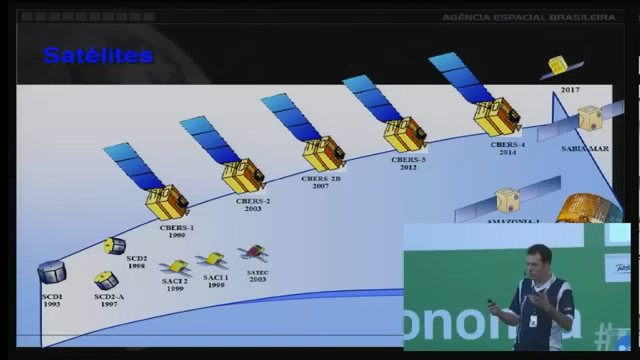 AGÊNCIA ESPACIAL BRASILEIRA
Satélites
2017
SABIA-MAR
CBERS-4
2014
CBERS-3
2012
CBERS-2B
2007
CBERS-2
2003
CBERS-1
1999
AMAZONIA-1
SCD2
1998
SCD1
1993
SCD2-A
1997
SACI 2
1999
SACI 1
1999
SATEC
2003
onomia
#